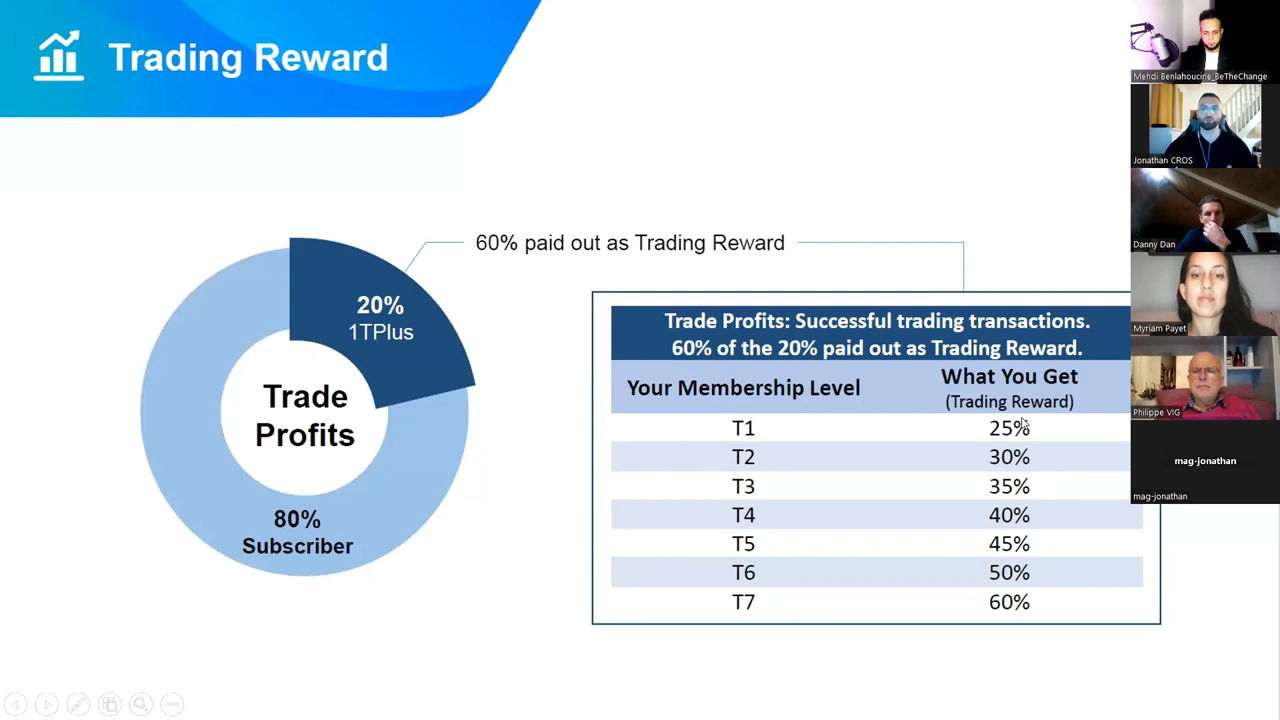 Trading Reward
60% paid out as Trading Reward
20%
1TPlus
Trade
Profits
80%
Subscriber
Trade Profits: Successful trading transactions.
60% of the 20% paid out as Trading Reward.
Your Membership Level
What You Get
(Trading Reward)
T1 25%
T2 30%
T3 35%
T4 40%
T5 45%
T6 50%
T7 60%
Mehdi Benlahoucine_BeTheChange
Jonathan CROS
Danny Dan
Myriam Payet
Philippe VIG
mag-jonathan
mag-jonathan